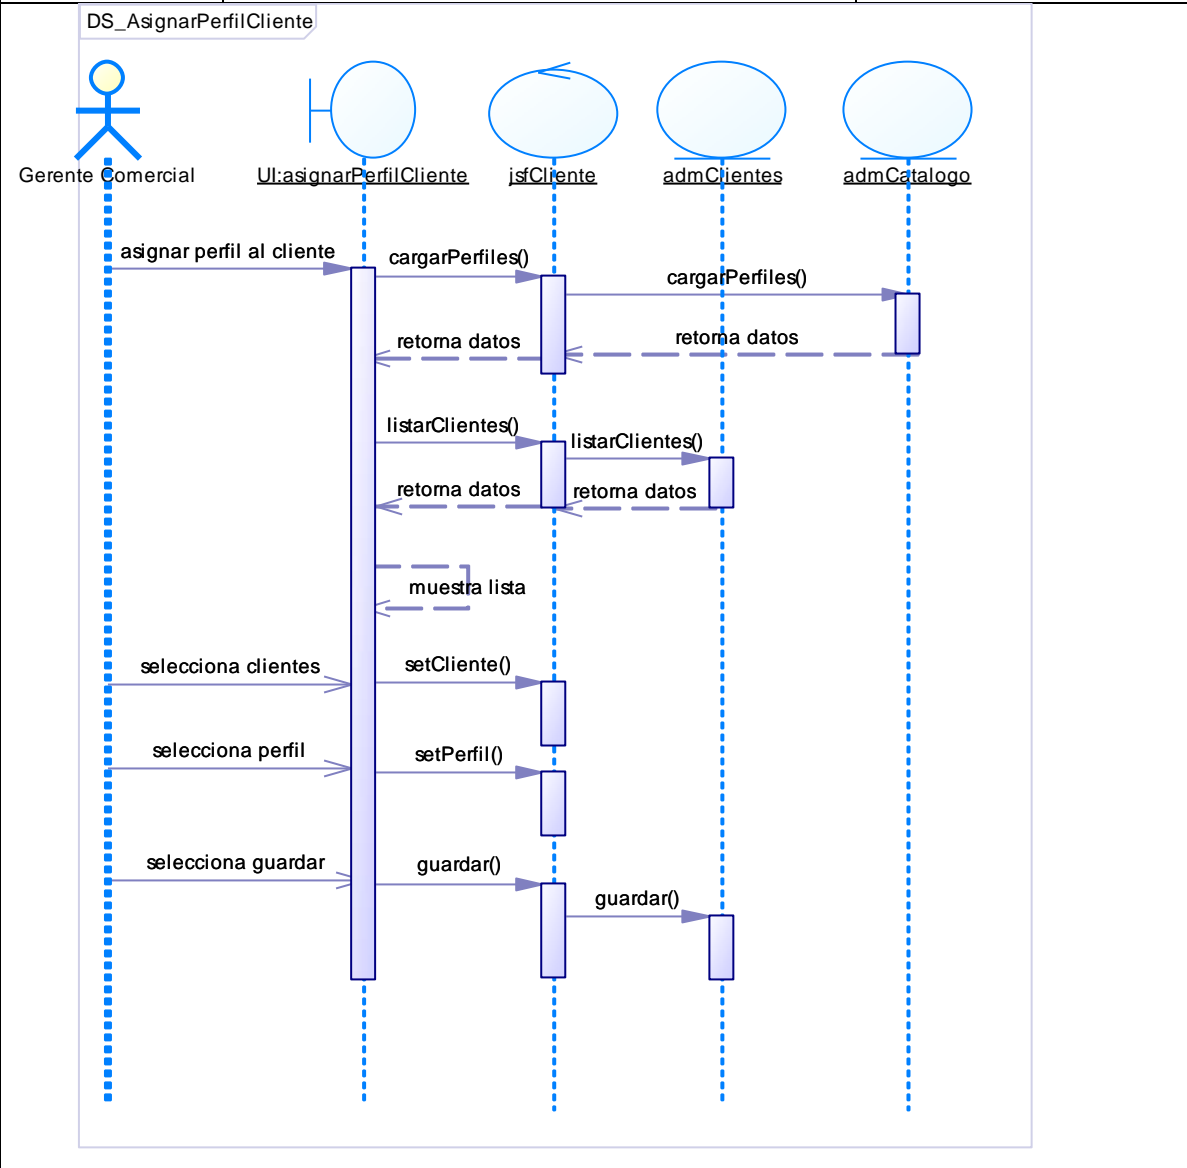 DS_AsignarPerfilCliente
Gerente Comercial
UI:asignarPerfilCliente
jsfCliente
admClientes
admCatalogo
asignar perfil al cliente
cargarPerfiles()
cargarPerfiles()
retorna datos
retorna datos
listarClientes()
listarClientes()
retorna datos
retorna datos
muestra lista
selecciona clientes
setCliente()
selecciona perfil
setPerfil()
selecciona guardar
guardar()
guardar()